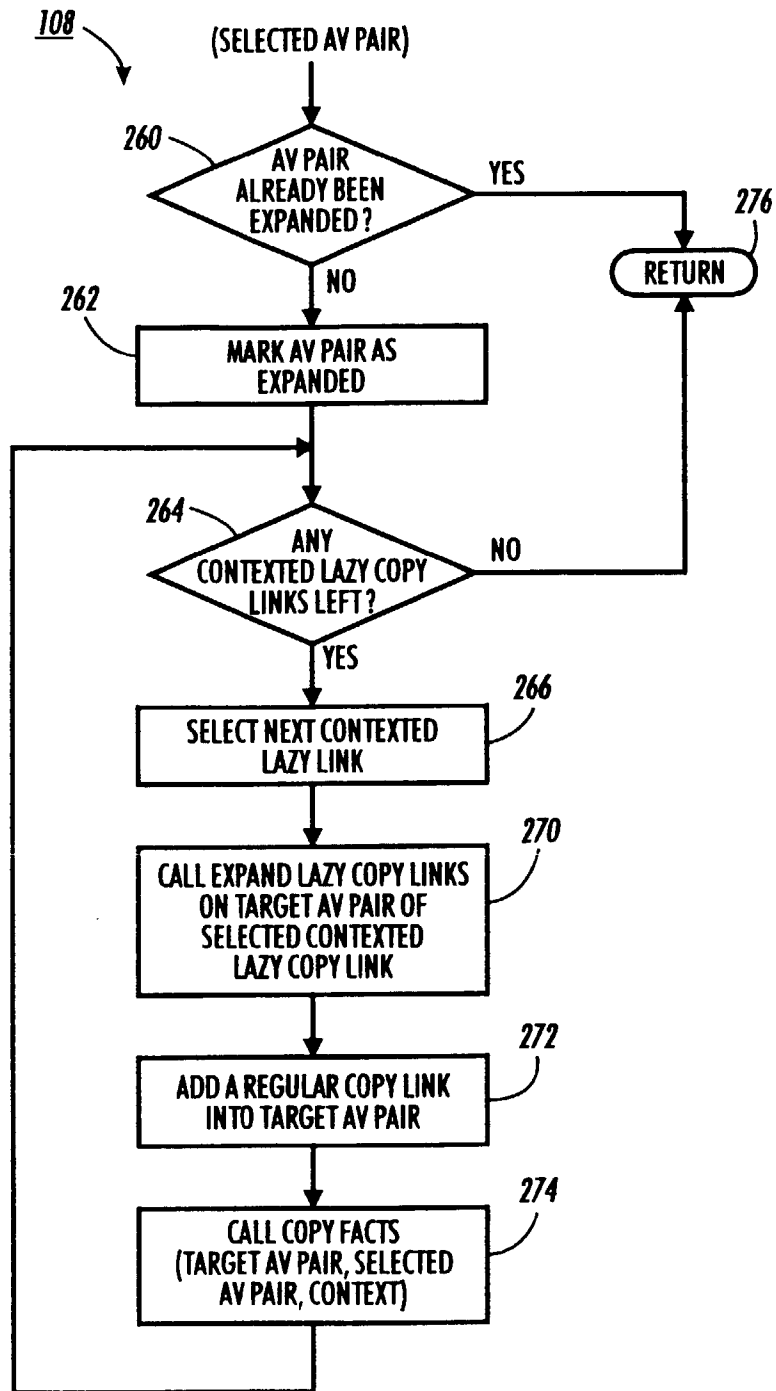 108
(SELECTED AV PAIR)
260
AV PAIR
ALREADY BEEN
EXPANDED?
YES
276
RETURN
NO
262
MARK AV PAIR AS
EXPANDED
264
ANY
CONTEXTED LAZY COPY
LINKS LEFT?
NO
YES
266
SELECT NEXT CONTEXTED
LAZY LINK
270
CALL EXPAND LAZY COPY LINKS
ON TARGET AV PAIR OF
SELECTED CONTEXTED
LAZY COPY LINK
272
ADD A REGULAR COPY LINK
INTO TARGET AV PAIR
274
CALL COPY FACTS
(TARGET AV PAIR, SELECTED
AV PAIR, CONTEXT)